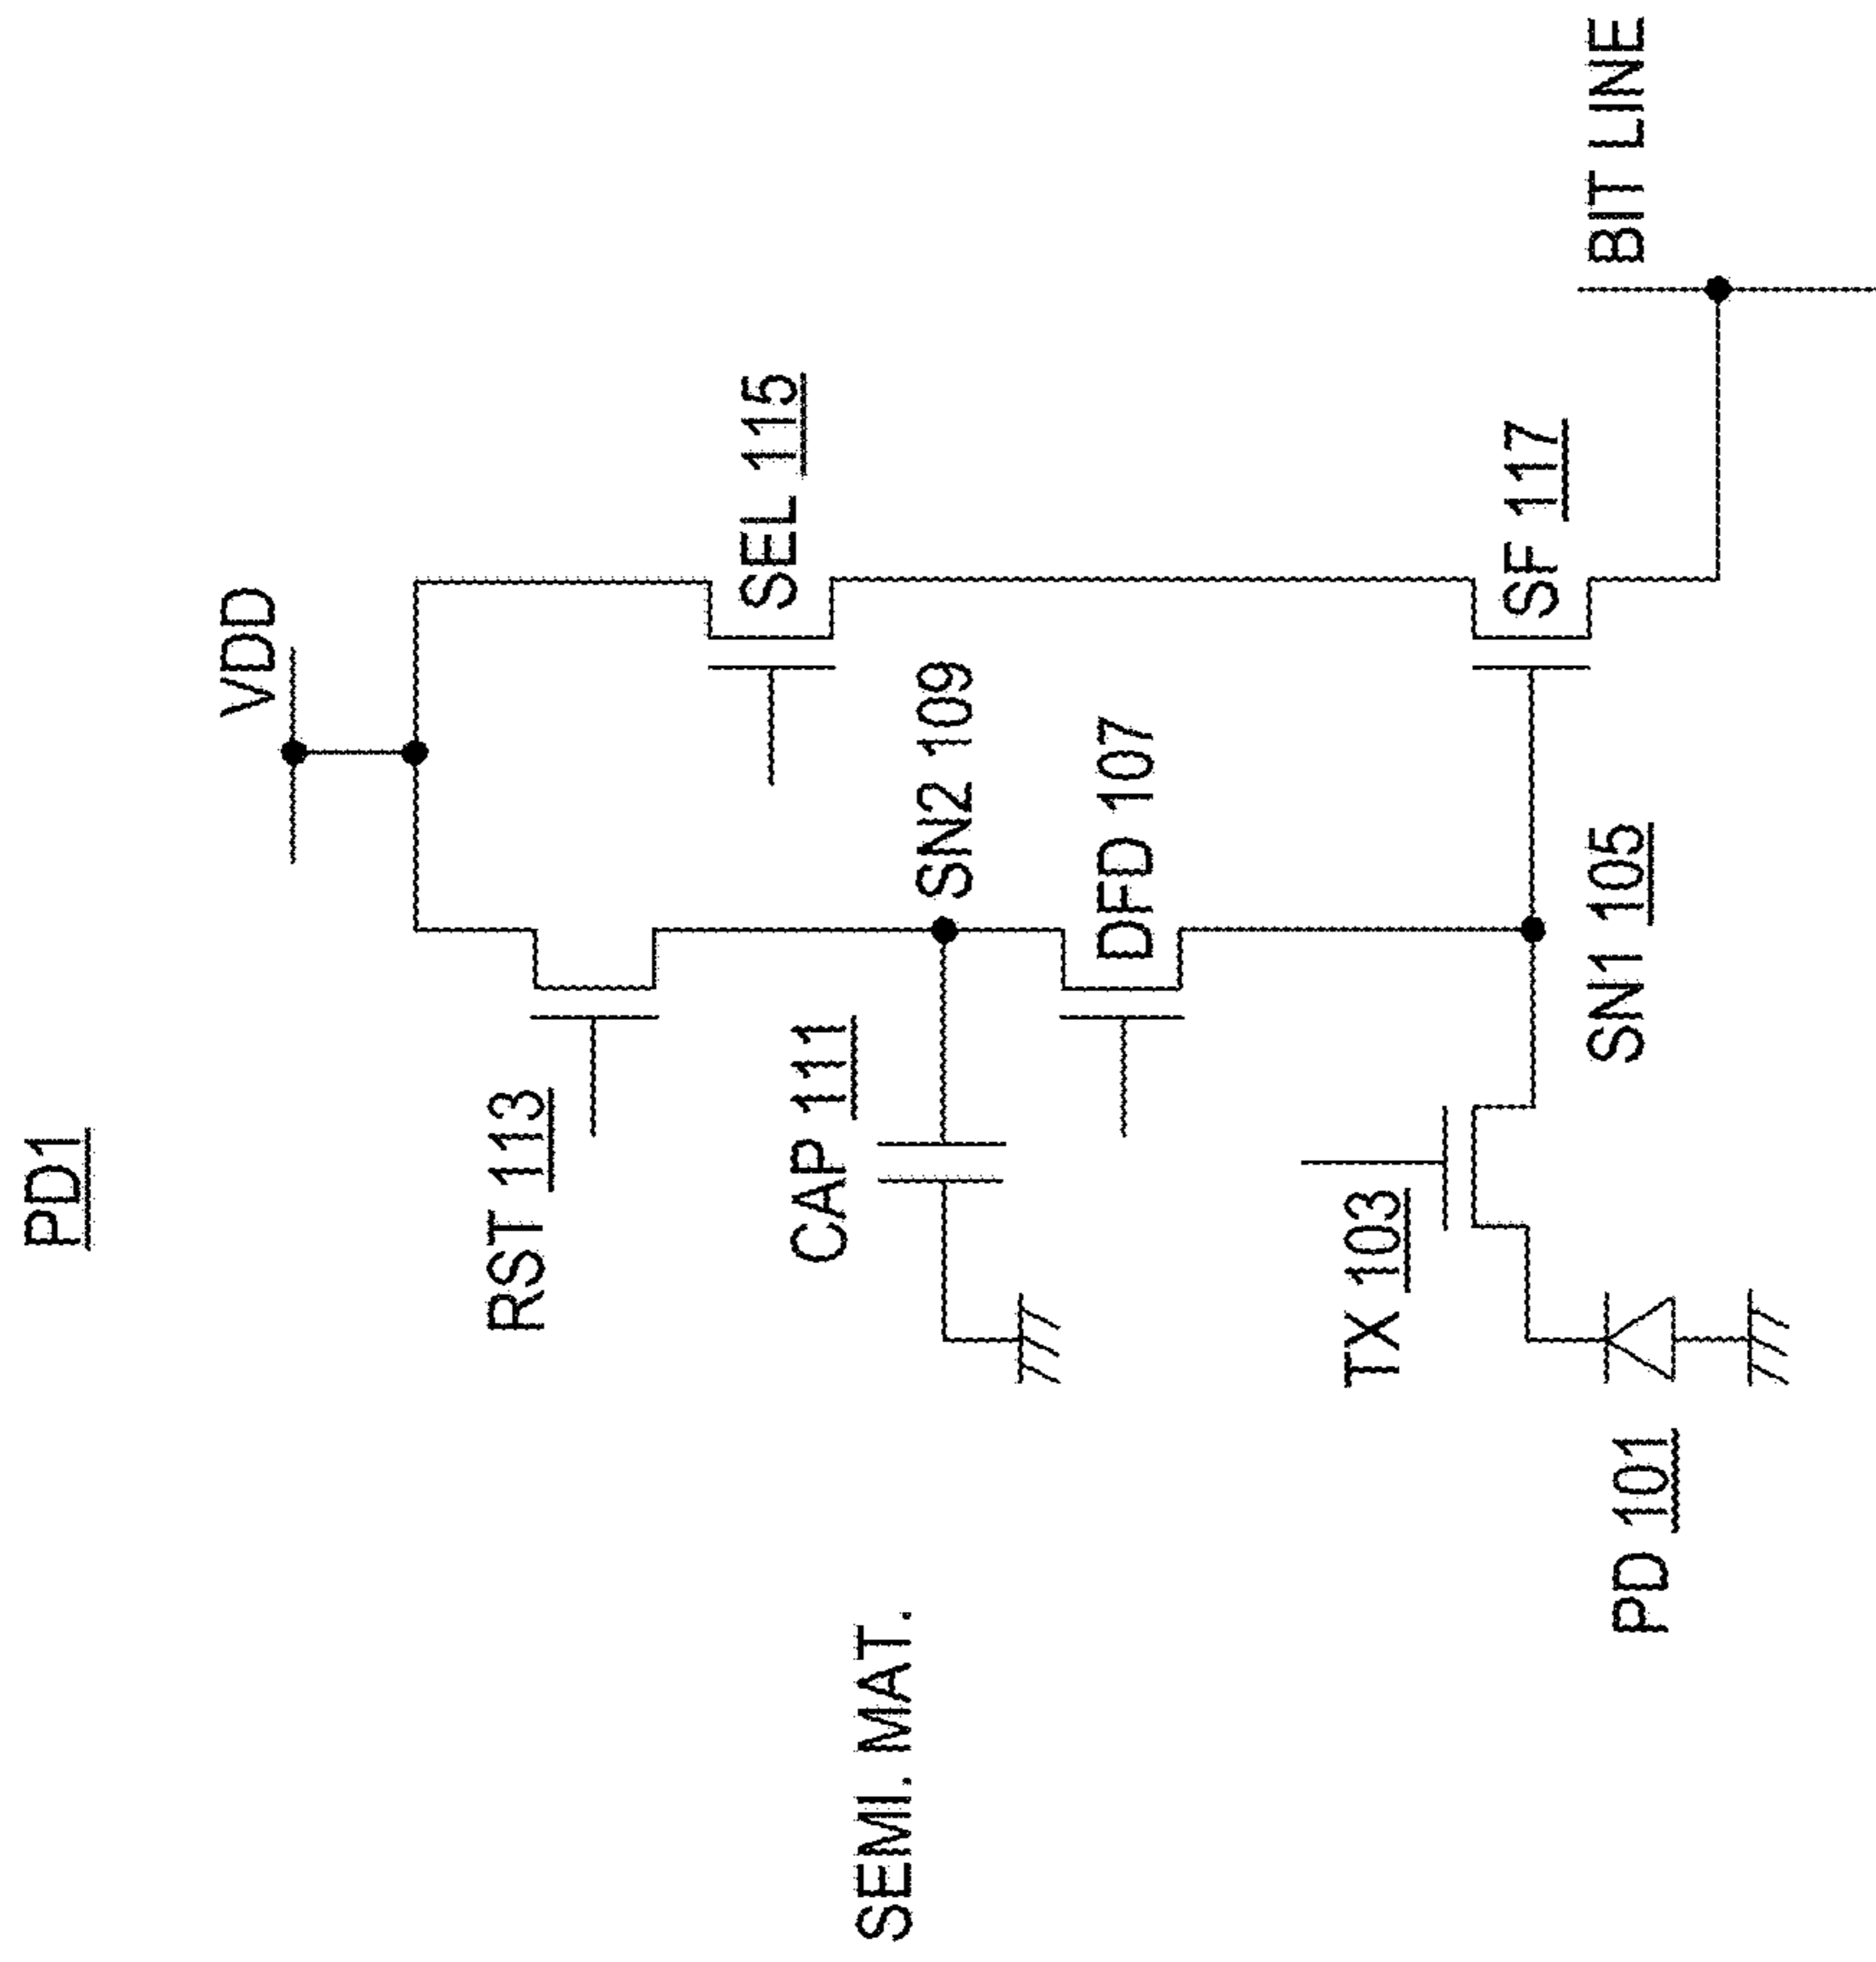 PD1
VDD
RST 113
SEL 115
CAP 111
SN2 109
SEMI. MAT.
DFD 107
TX 103
SF 117
SN1 105
PD 101
BIT LINE